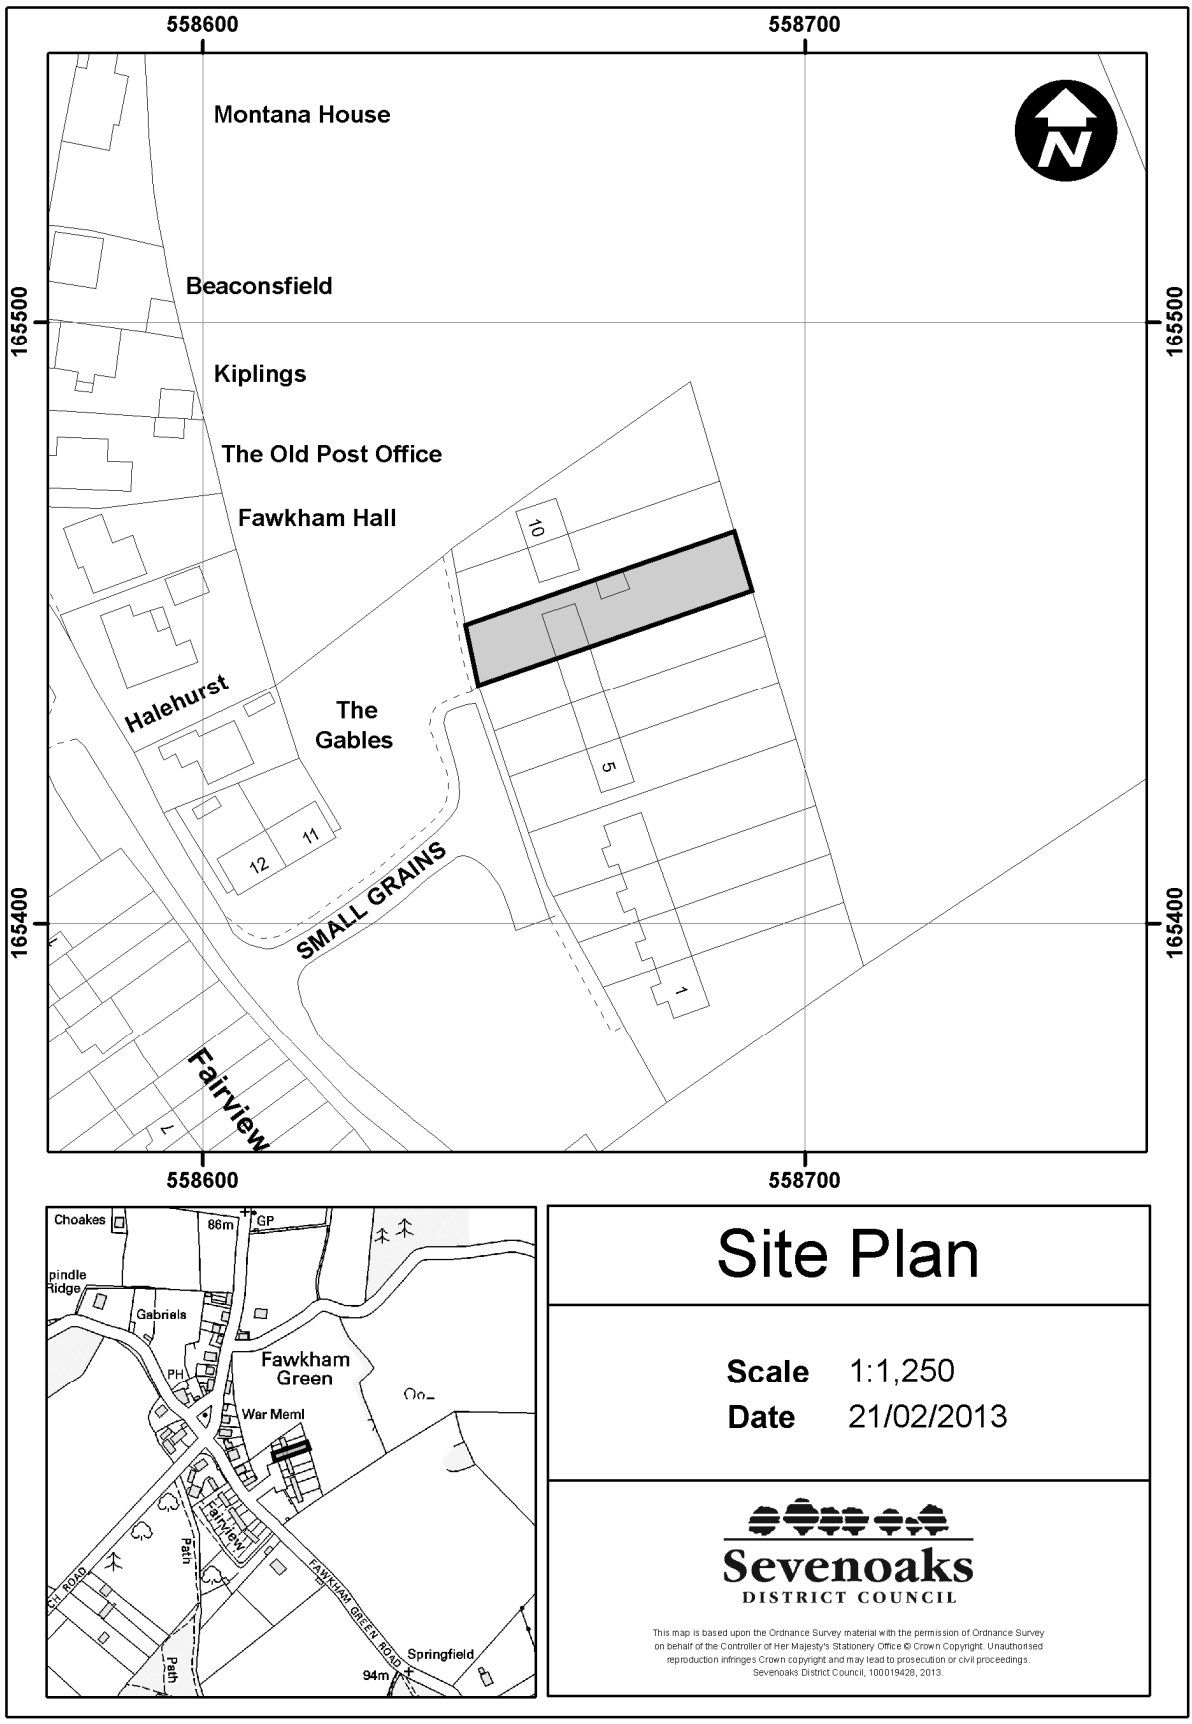 558600
558700
Montana House
N
Beaconsfield
165500
165500
Kiplings
The Old Post Office
Fawkham Hall
10
Halehurst
The
Gables
5
11
12
SMALL GRAINS
165400
165400
1
Fairview
7
558600
558700
Choakes
86m
GP
pindle
Ridge
Gabriels
PH
Fawkham
Green
War Meml
Fairview
Path
CH ROAD
FAWKHAM GREEN ROAD
Path
Springfield
94m
Site Plan
Scale 1:1,250
Date 21/02/2013
Sevenoaks
DISTRICT COUNCIL
This map is based upon the Ordnance Survey material with the permission of Ordnance Survey
on behalf of the Controller of Her Majesty's Stationery Office © Crown Copyright. Unauthorised
reproduction infringes Crown copyright and may lead to prosecution or civil proceedings.
Sevenoaks District Council, 100019428, 2013.